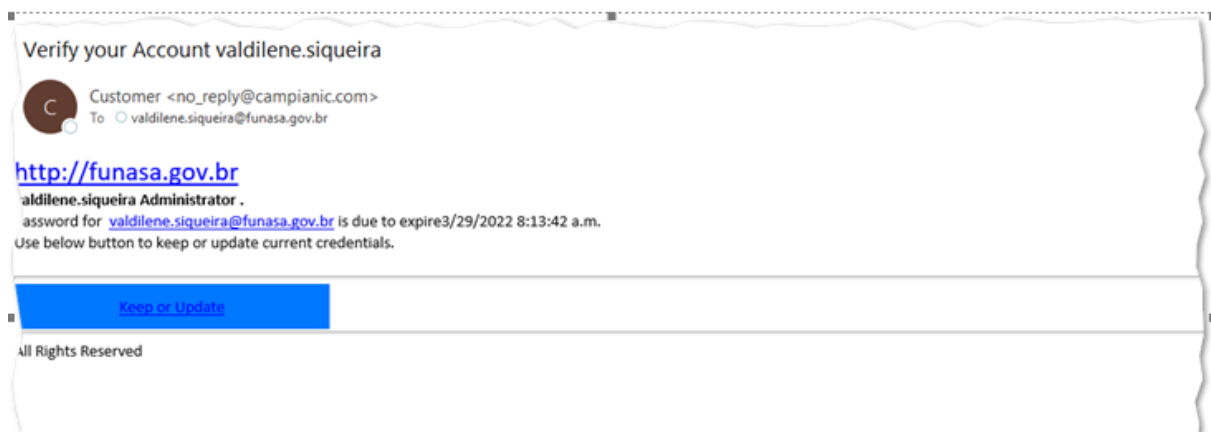 Verify your Account valdilene.siqueira
C
Customer <no_reply@campianic.com>
To valdilene.siqueira@funasa.gov.br
http://funasa.gov.br
aldilene.siqueira Administrator .
assword for valdilene.siqueira@funasa.gov.br is due to expire3/29/2022 8:13:42 a.m.
Use below button to keep or update current credentials.
Keep or Update
All Rights Reserved